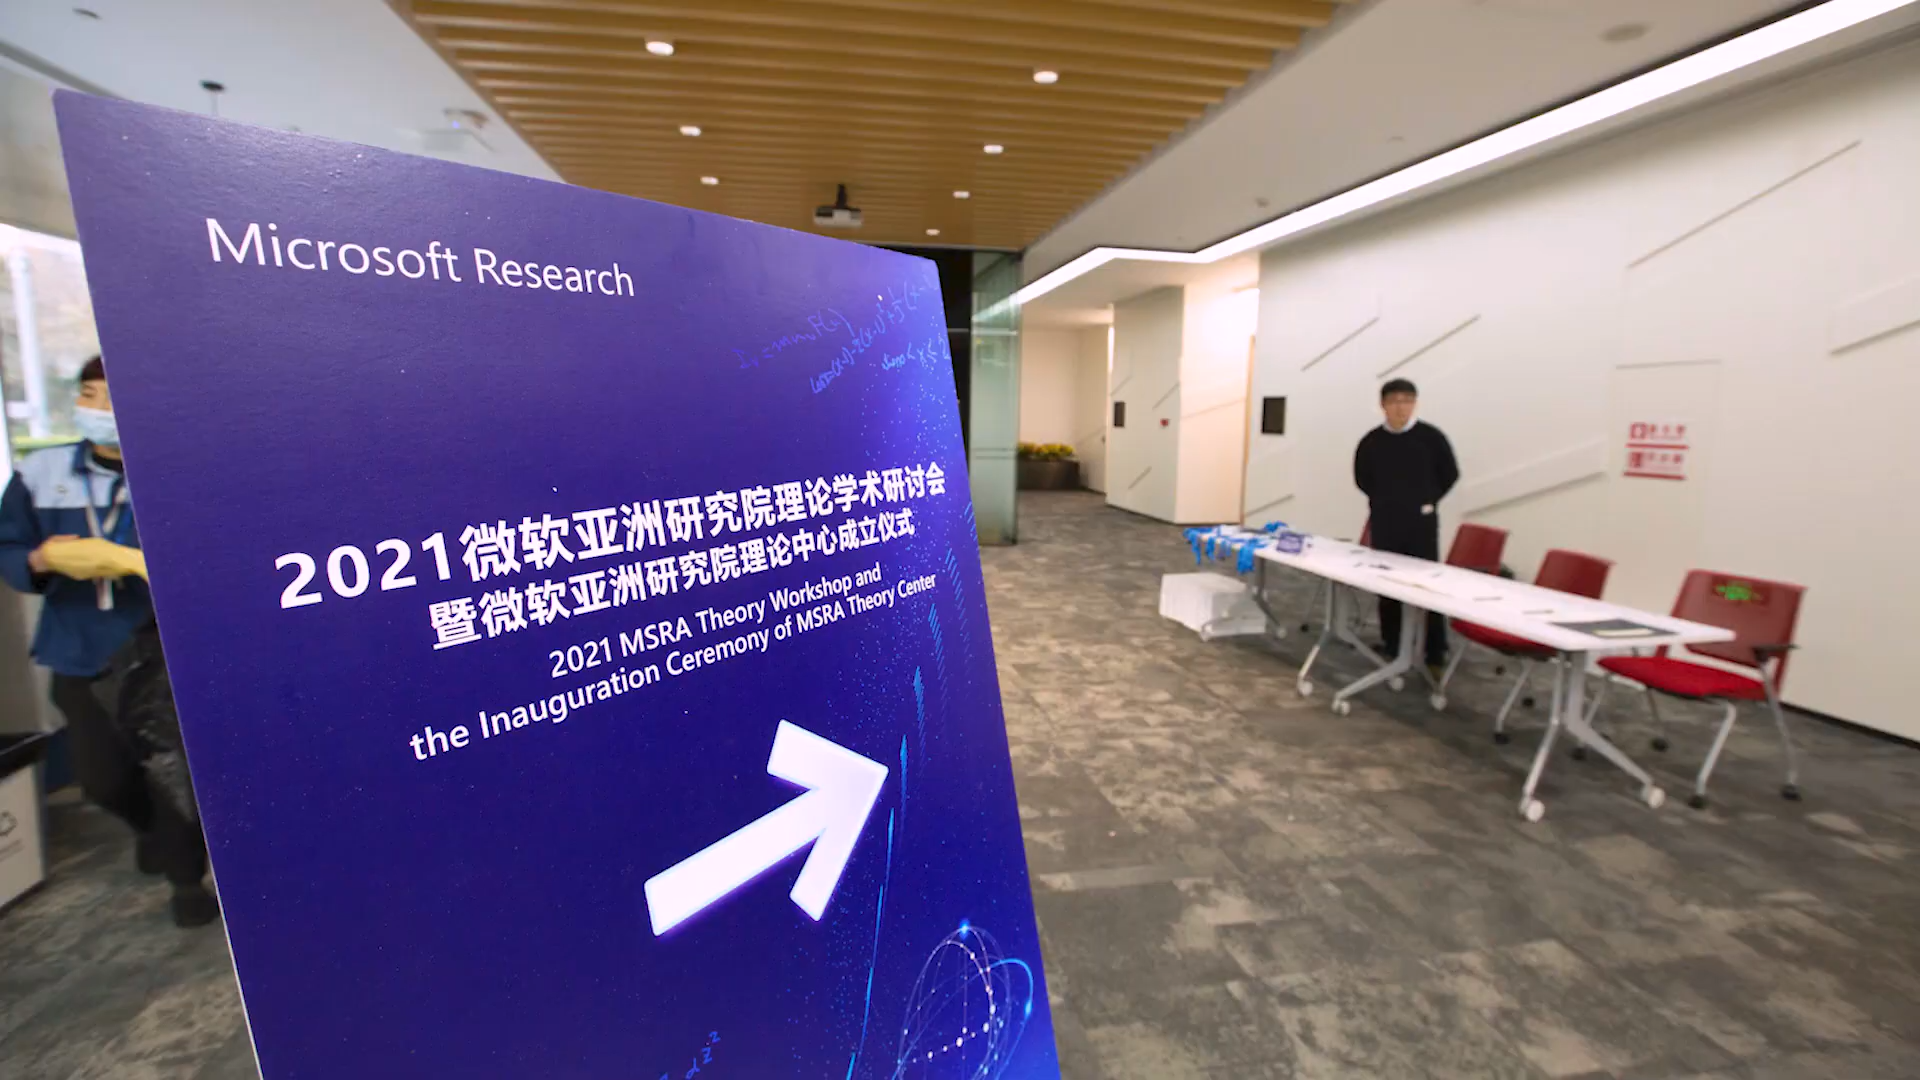 Microsoft Research
2021微软亚洲研究院理论学术研讨会
暨微软亚洲研究院理论中心成立仪式
2021 MSRA Theory Workshop and
the Inauguration Ceremony of MSRA Theory Center